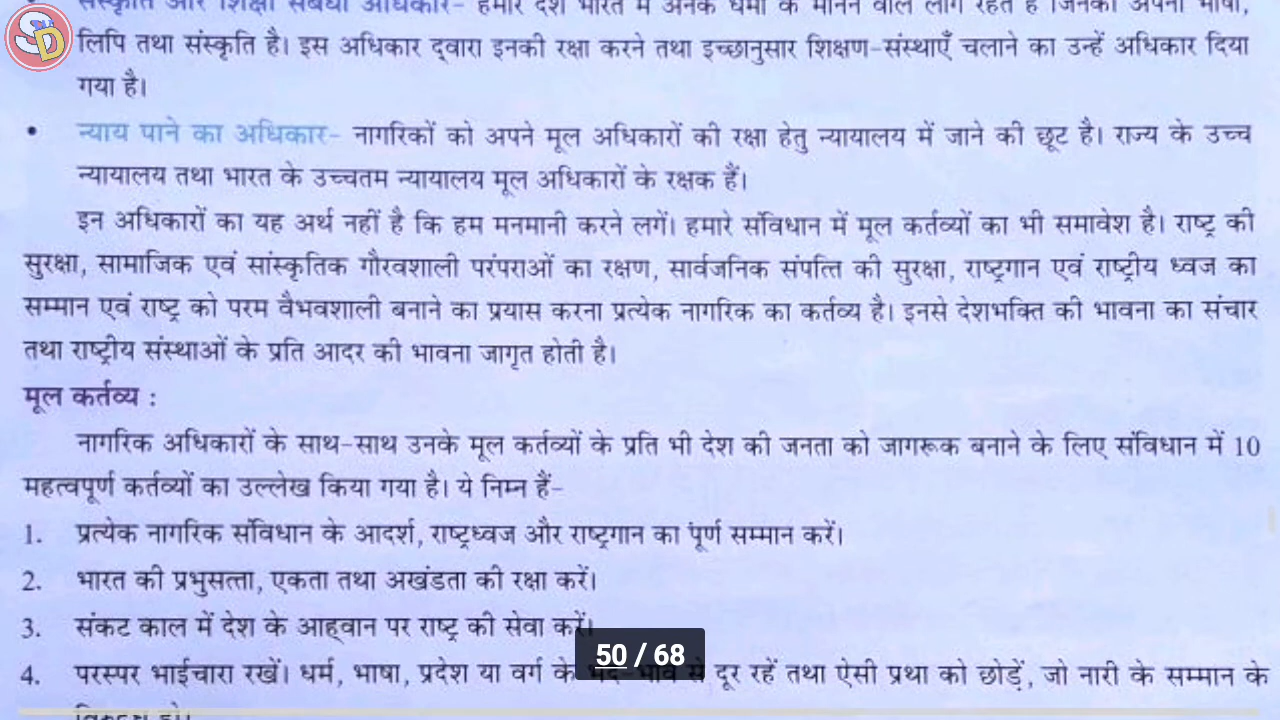 SD
संस्कृति और शिक्षा संबंधी अधिकार- हमारे देश भारत में अनेक धर्मों के मानने वाले लोग रहते हैं जिनकी अपनी भाषा,
लिपि तथा संस्कृति है। इस अधिकार द्वारा इनकी रक्षा करने तथा इच्छानुसार शिक्षण-संस्थाएँ चलाने का उन्हें अधिकार दिया
गया है।
• न्याय पाने का अधिकार- नागरिकों को अपने मूल अधिकारों की रक्षा हेतु न्यायालय में जाने की छूट है। राज्य के उच्च
न्यायालय तथा भारत के उच्चतम न्यायालय मूल अधिकारों के रक्षक हैं।
इन अधिकारों का यह अर्थ नहीं है कि हम मनमानी करने लगें। हमारे संविधान में मूल कर्तव्यों का भी समावेश है। राष्ट्र की
सुरक्षा, सामाजिक एवं सांस्कृतिक गौरवशाली परंपराओं का रक्षण, सार्वजनिक संपत्ति की सुरक्षा, राष्ट्रगान एवं राष्ट्रीय ध्वज का
सम्मान एवं राष्ट्र को परम वैभवशाली बनाने का प्रयास करना प्रत्येक नागरिक का कर्तव्य है। इनसे देशभक्ति की भावना का संचार
तथा राष्ट्रीय संस्थाओं के प्रति आदर की भावना जागृत होती है।
मूल कर्तव्य :
नागरिक अधिकारों के साथ-साथ उनके मूल कर्तव्यों के प्रति भी देश की जनता को जागरूक बनाने के लिए संविधान में 10
महत्वपूर्ण कर्तव्यों का उल्लेख किया गया है। ये निम्न हैं-
1. प्रत्येक नागरिक संविधान के आदर्श, राष्ट्रध्वज और राष्ट्रगान का पूर्ण सम्मान करें।
2. भारत की प्रभुसत्ता, एकता तथा अखंडता की रक्षा करें।
3. संकट काल में देश के आह्वान पर राष्ट्र की सेवा करें।
50 / 68
4. परस्पर भाईचारा रखें। धर्म, भाषा, प्रदेश या वर्ग के भेद-भाव से दूर रहें तथा ऐसी प्रथा को छोड़ें, जो नारी के सम्मान के